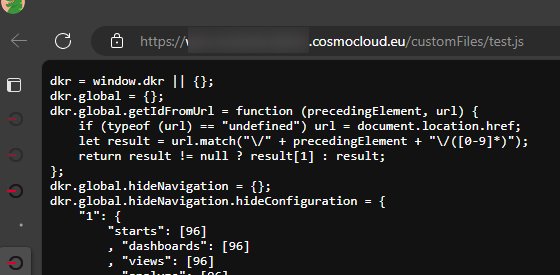 https://            .cosmocloud.eu/customFiles/test.js
dkr = window.dkr || {};
dkr.global = {};
dkr.global.getIdFromUrl = function (precedingElement, url) {
    if (typeof (url) == "undefined") url = document.location.href;
    let result = url.match("\/" + precedingElement + "\/([0-9]*)");
    return result != null ? result[1] : result;
};
dkr.global.hideNavigation = {};
dkr.global.hideNavigation.hideConfiguration = {
    "1": {
        "starts": [96]
        , "dashboards": [96]
        , "views": [96]
        , "analyze": [96]